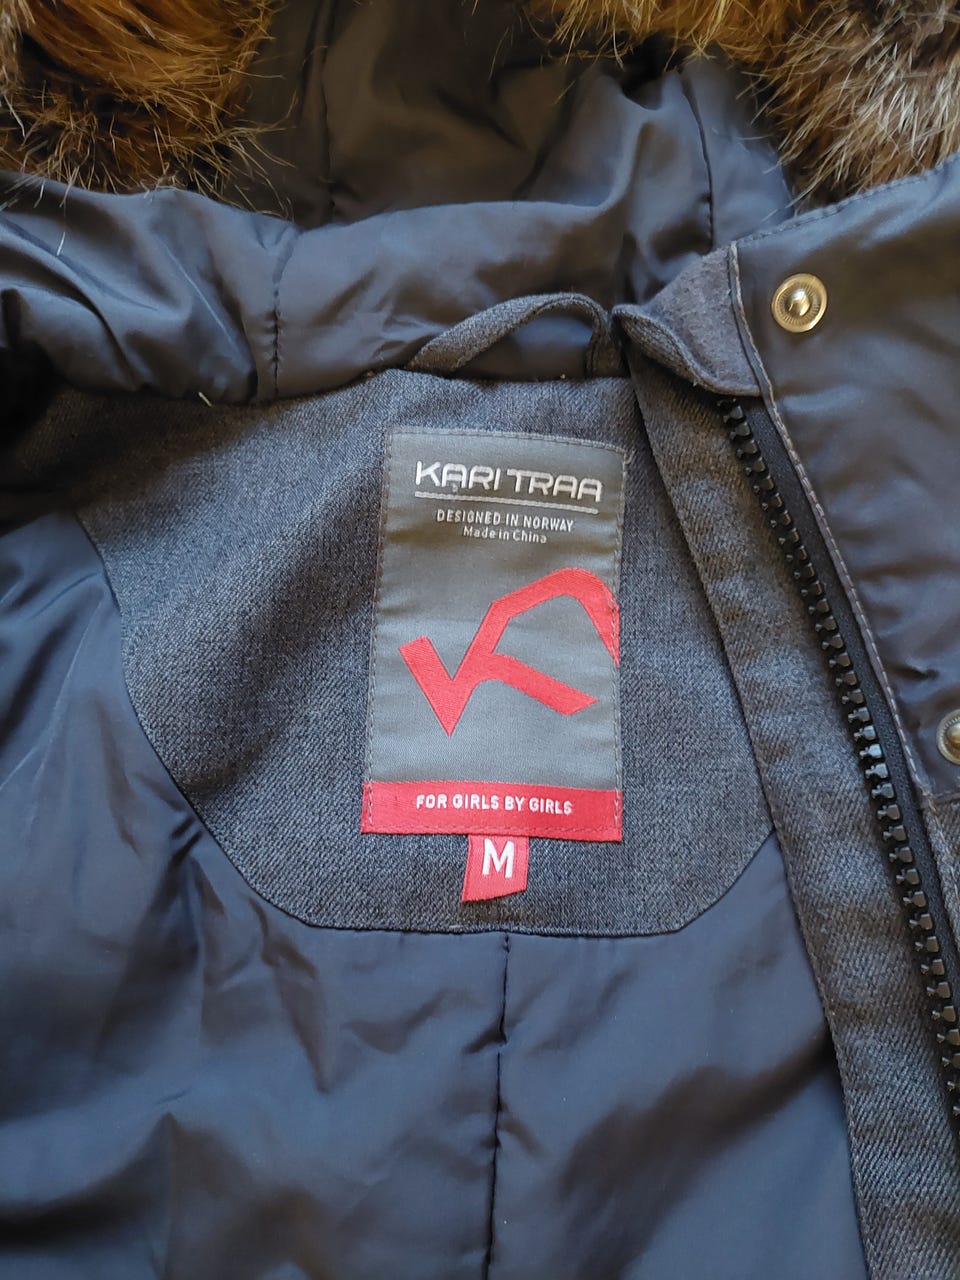 KARI TRAA
DESIGNED IN NORWAY
Made in China
FOR GIRLS BY GIRLS
M